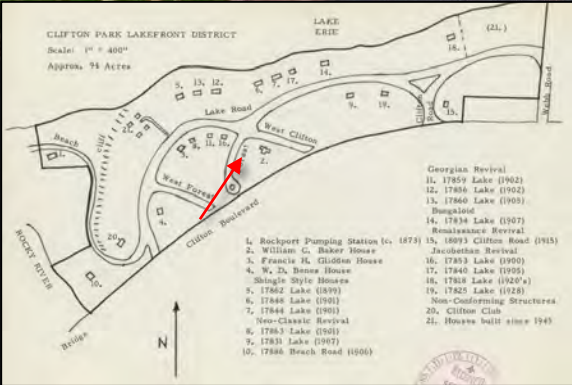 CLIFTON PARK LAKEFRONT DISTRICT
Scale: 1" = 400'
Approx. 94 Acres
LAKE
ERIE
(21.)
16.
14.
5. 13. 12.
6. 7. 17.
Lake Road
9. 19.
Clifton
Road
15.
Webb Road
Beach
1.
cliff
21.
3. 8. 11. 16.
West Clifton
2.
West Forest
4.
Clifton Boulevard
20
ROCKY RIVER
Bridge
N
1. Rockport Pumping Station (c. 1873)
2. William C. Baker House
3. Francis H. Glidden House
4. W. D. Benes House
Shingle Style Houses
5. 17862 Lake (1899)
6. 17848 Lake (1901)
7. 17844 Lake (1901)
Neo-Classic Revival
8. 17863 Lake (1901)
9. 17831 Lake (1907)
10. 17886 Beach Road (1906)
Georgian Revival
11. 17859 Lake (1902)
12. 17856 Lake (1902)
13. 17860 Lake (1905)
Bungaloid
14. 17834 Lake (1907)
Renaissance Revival
15. 18093 Clifton Road (1915)
Jacobethan Revival
16. 17853 Lake (1900)
17. 17840 Lake (1905)
18. 17818 Lake (1920's)
19. 17825 Lake (1928)
Non-Conforming Structures
20. Clifton Club
21. Houses built since 1945